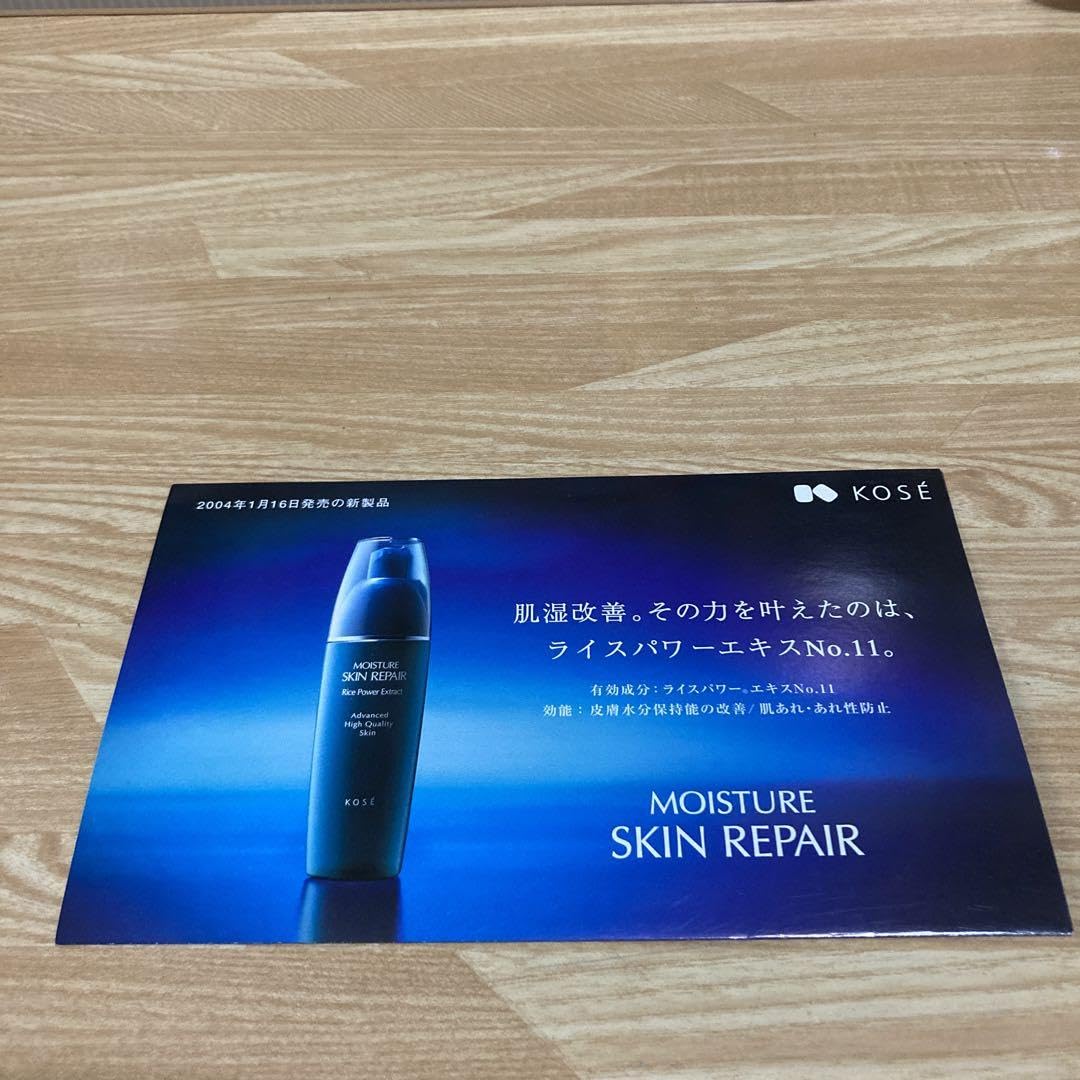 2004年1月16日発売の新製品
KOSÉ
肌湿改善。その力を叶えたのは、
ライスパワーエキスNo.11。
有効成分：ライスパワー®エキスNo.11
効能：皮膚水分保持能の改善/肌あれ・あれ性防止
MOISTURE
SKIN REPAIR
MOISTURE
SKIN REPAIR
Rice Power Extract
Advanced
High Quality
Skin
KOSÉ